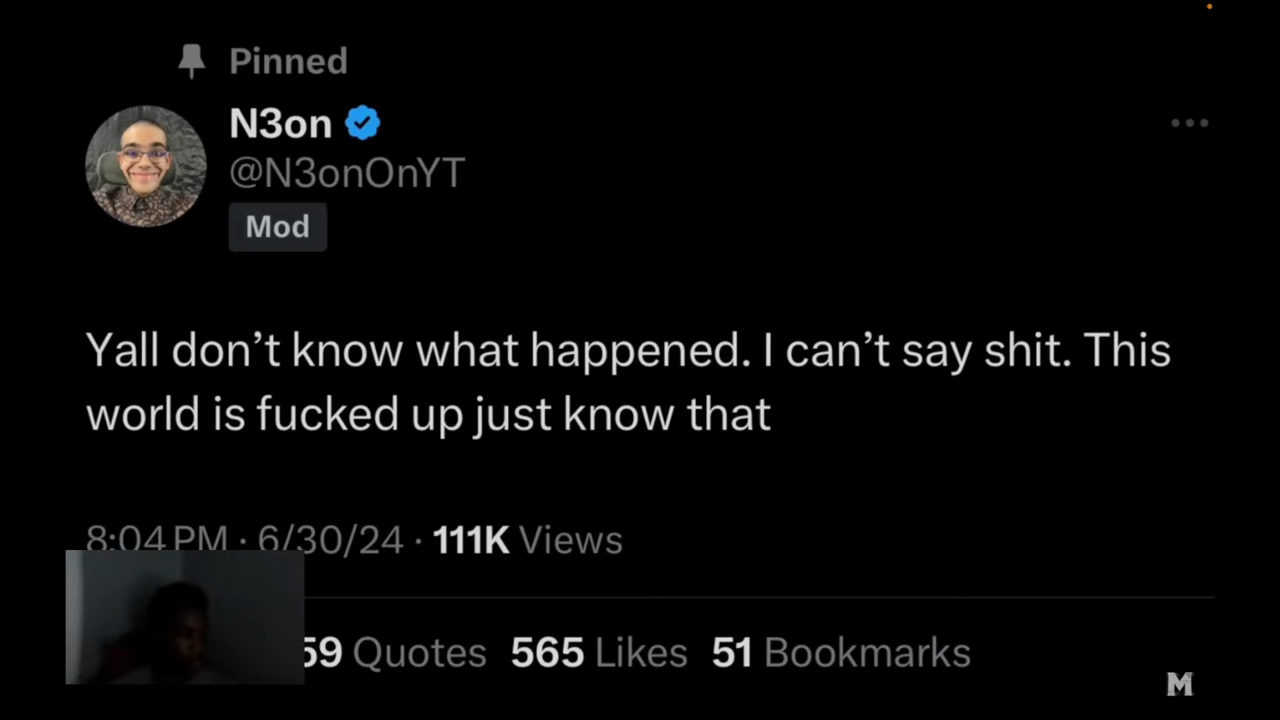 Pinned
N3on
@N3onOnYT
Mod
Yall don’t know what happened. I can’t say shit. This
world is fucked up just know that
8:04 PM · 6/30/24 · 111K Views
59 Quotes 565 Likes 51 Bookmarks
M